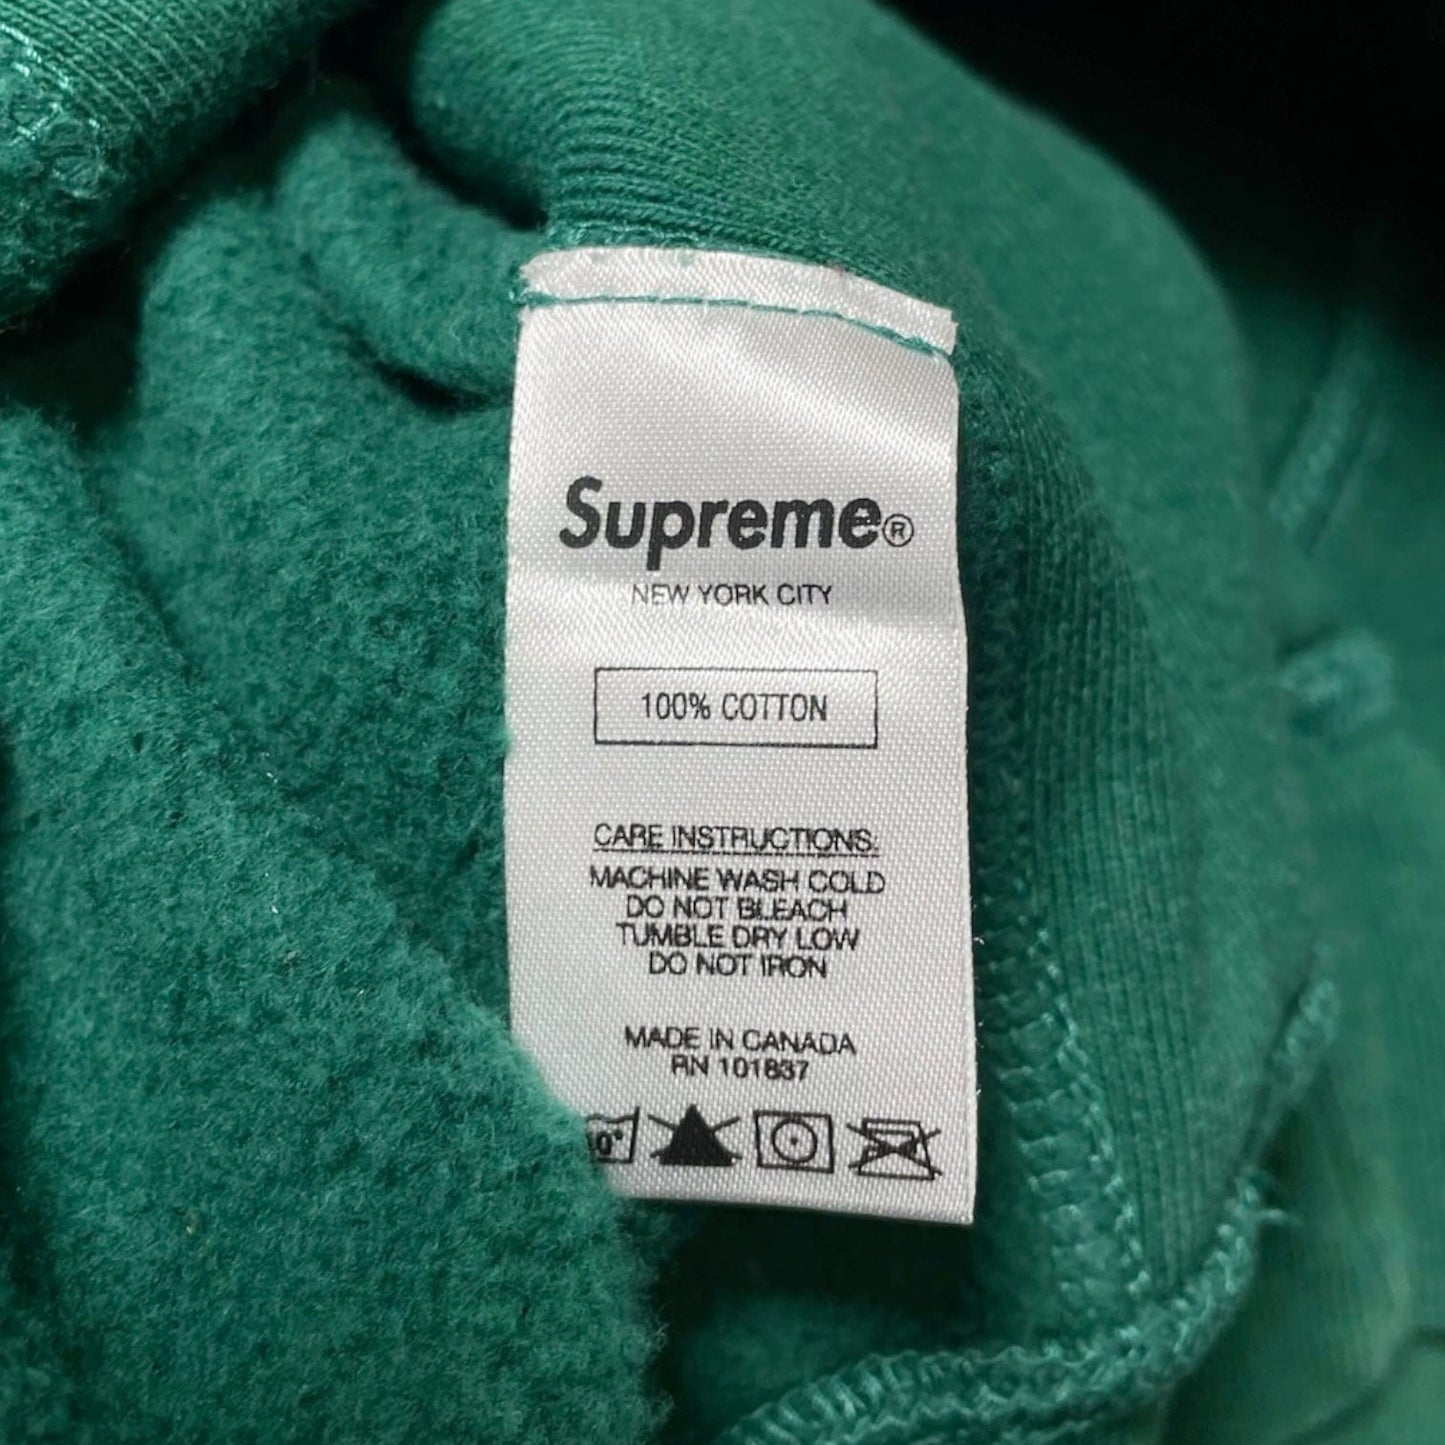 Supreme®
NEW YORK CITY
100% COTTON
CARE INSTRUCTIONS:
MACHINE WASH COLD
DO NOT BLEACH
TUMBLE DRY LOW
DO NOT IRON
MADE IN CANADA
RN 101837